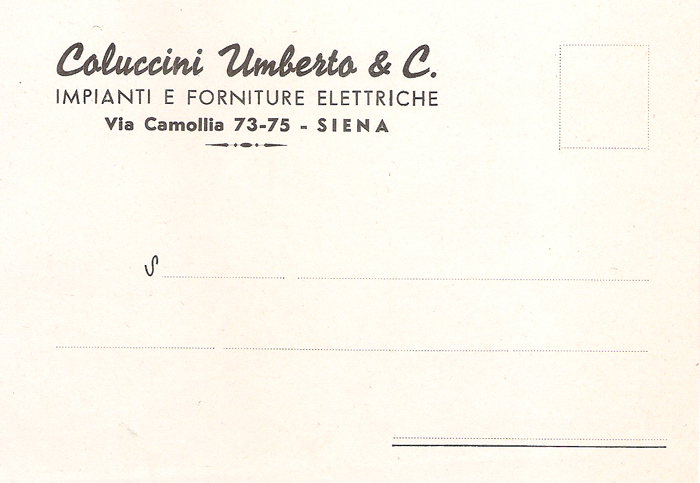 Coluccini Umberto & C.
IMPIANTI E FORNITURE ELETTRICHE
Via Camollia 73-75 - SIENA
S